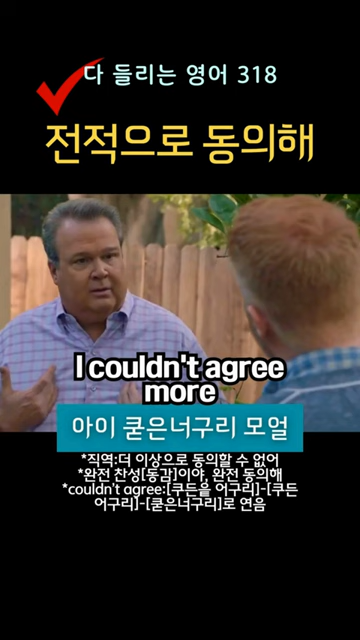 다 들리는 영어 318
전적으로 동의해
I couldn't agree
more
아이 쿧은너구리 모얼
*직역:더 이상으로 동의할 수 없어
*완전 찬성[동감]이야, 완전 동의해
*couldn't agree:[쿠든읕 어구리]-[쿠든
어구리]-[쿧은너구리]로 연음